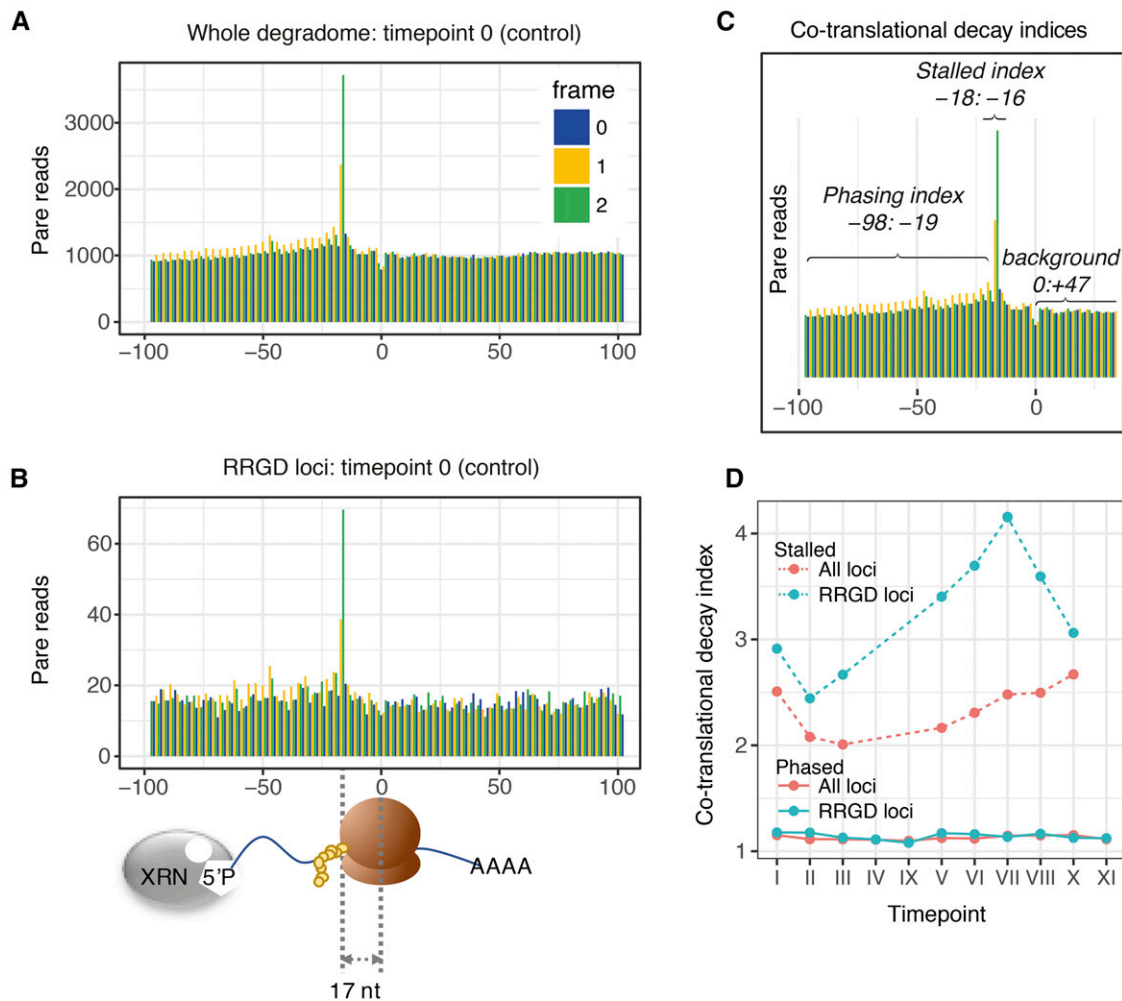 A
Whole degradome: timepoint 0 (control)
Pare reads
3000
2000
1000
0
frame
0
1
2
−100
−50
0
50
100
B
RRGD loci: timepoint 0 (control)
Pare reads
60
40
20
0
−100
−50
0
50
100
XRN
5'P
AAAA
17 nt
C
Co-translational decay indices
Stalled index
−18: −16
Phasing index
−98: −19
background
0:+47
Pare reads
−100
−50
0
D
Co-translational decay index
4
3
2
1
Stalled
All loci
RRGD loci
Phased
All loci
RRGD loci
I II III IV IX V VI VII VIII X XI
Timepoint